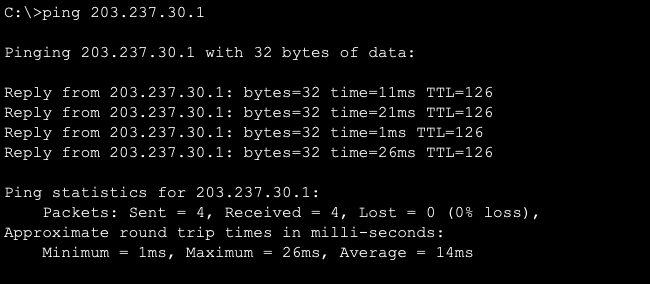 C:\>ping 203.237.30.1
Pinging 203.237.30.1 with 32 bytes of data:
Reply from 203.237.30.1: bytes=32 time=11ms TTL=126
Reply from 203.237.30.1: bytes=32 time=21ms TTL=126
Reply from 203.237.30.1: bytes=32 time=1ms TTL=126
Reply from 203.237.30.1: bytes=32 time=26ms TTL=126
Ping statistics for 203.237.30.1:
    Packets: Sent = 4, Received = 4, Lost = 0 (0% loss),
Approximate round trip times in milli-seconds:
    Minimum = 1ms, Maximum = 26ms, Average = 14ms